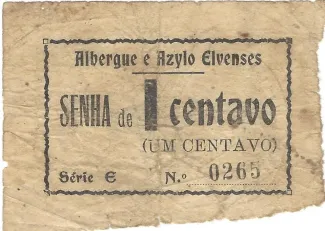 Albergue e Azylo Elvenses
SENHA de 1 centavo
(UM CENTAVO)
Série E N.º 0265